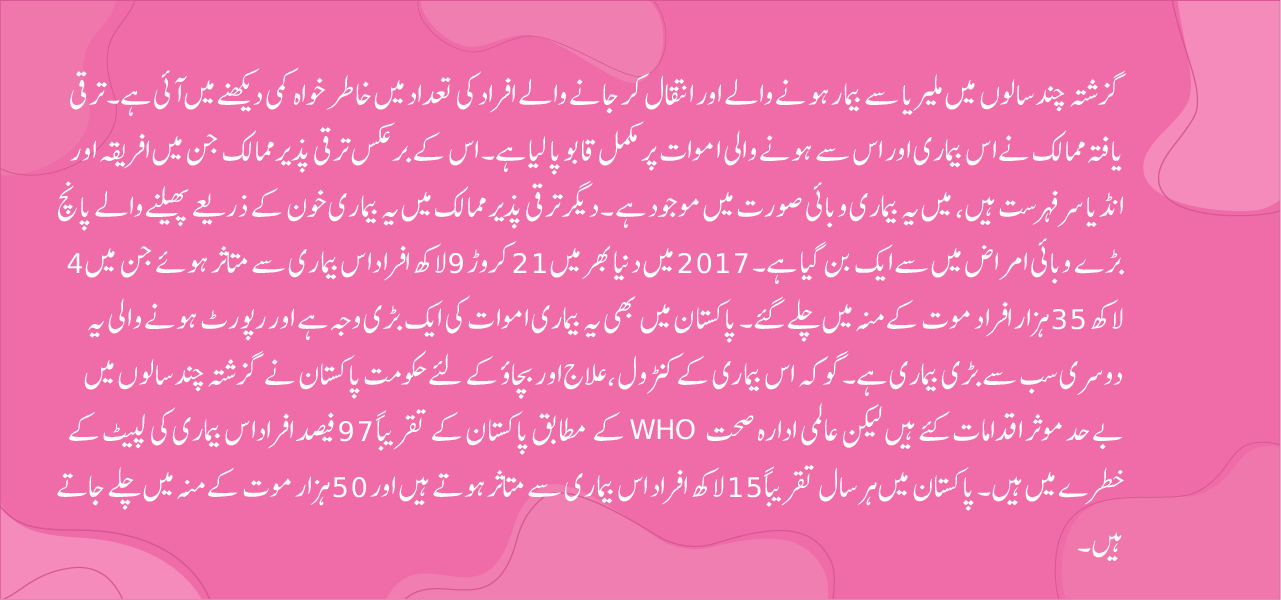 گزشتہ چند سالوں میں ملیریا سے بیمار ہونے والے اور انتقال کر جانے والے افراد کی تعداد میں خاطر خواہ کمی دیکھنے میں آئی ہے۔ترقی
یافتہ ممالک نے اس بیماری اور اس سے ہونے والی اموات پر مکمل قابو پالیا ہے۔ اس کے برعکس ترقی پذیر ممالک جن میں افریقہ اور
انڈیا سر فہرست ہیں، میں یہ بیماری وبائی صورت میں موجود ہے۔دیگر ترقی پذیر ممالک میں یہ بیماری خون کے ذریعے پھیلنے والے پانچ
بڑے وبائی امراض میں سے ایک بن گیا ہے۔ 2017 میں دنیا بھر میں 21 کروڑ 9 لاکھ افراد اس بیماری سے متاثر ہوئے جن میں 4
لاکھ 35 ہزار افراد موت کے منہ میں چلے گئے۔ پاکستان میں بھی یہ بیماری اموات کی ایک بڑی وجہ ہے اور رپورٹ ہونے والی یہ
دوسری سب سے بڑی بیماری ہے۔گو کہ اس بیماری کے کنٹرول ،علاج اور بچاؤ کے لئے حکومت پاکستان نے گزشتہ چند سالوں میں
بے حد موثر اقدامات کئے ہیں لیکن عالمی ادارہ صحت WHO کے مطابق پاکستان کے تقریباً 97 فیصد افراد اس بیماری کی لپیٹ کے
خطرے میں ہیں۔ پاکستان میں ہر سال تقریباً 15 لاکھ افراد اس بیماری سے متاثر ہوتے ہیں اور 50 ہزار موت کے منہ میں چلے جاتے
ہیں۔